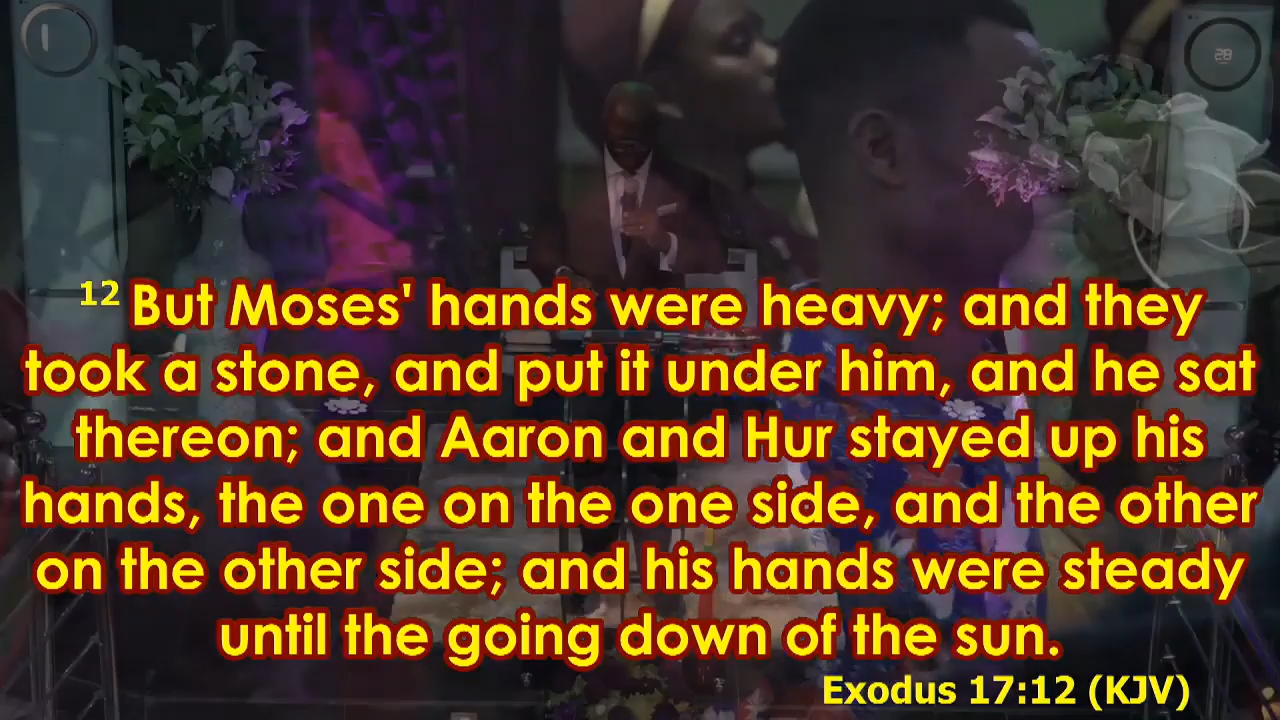 28
12 But Moses' hands were heavy; and they
took a stone, and put it under him, and he sat
thereon; and Aaron and Hur stayed up his
hands, the one on the one side, and the other
on the other side; and his hands were steady
until the going down of the sun.
Exodus 17:12 (KJV)